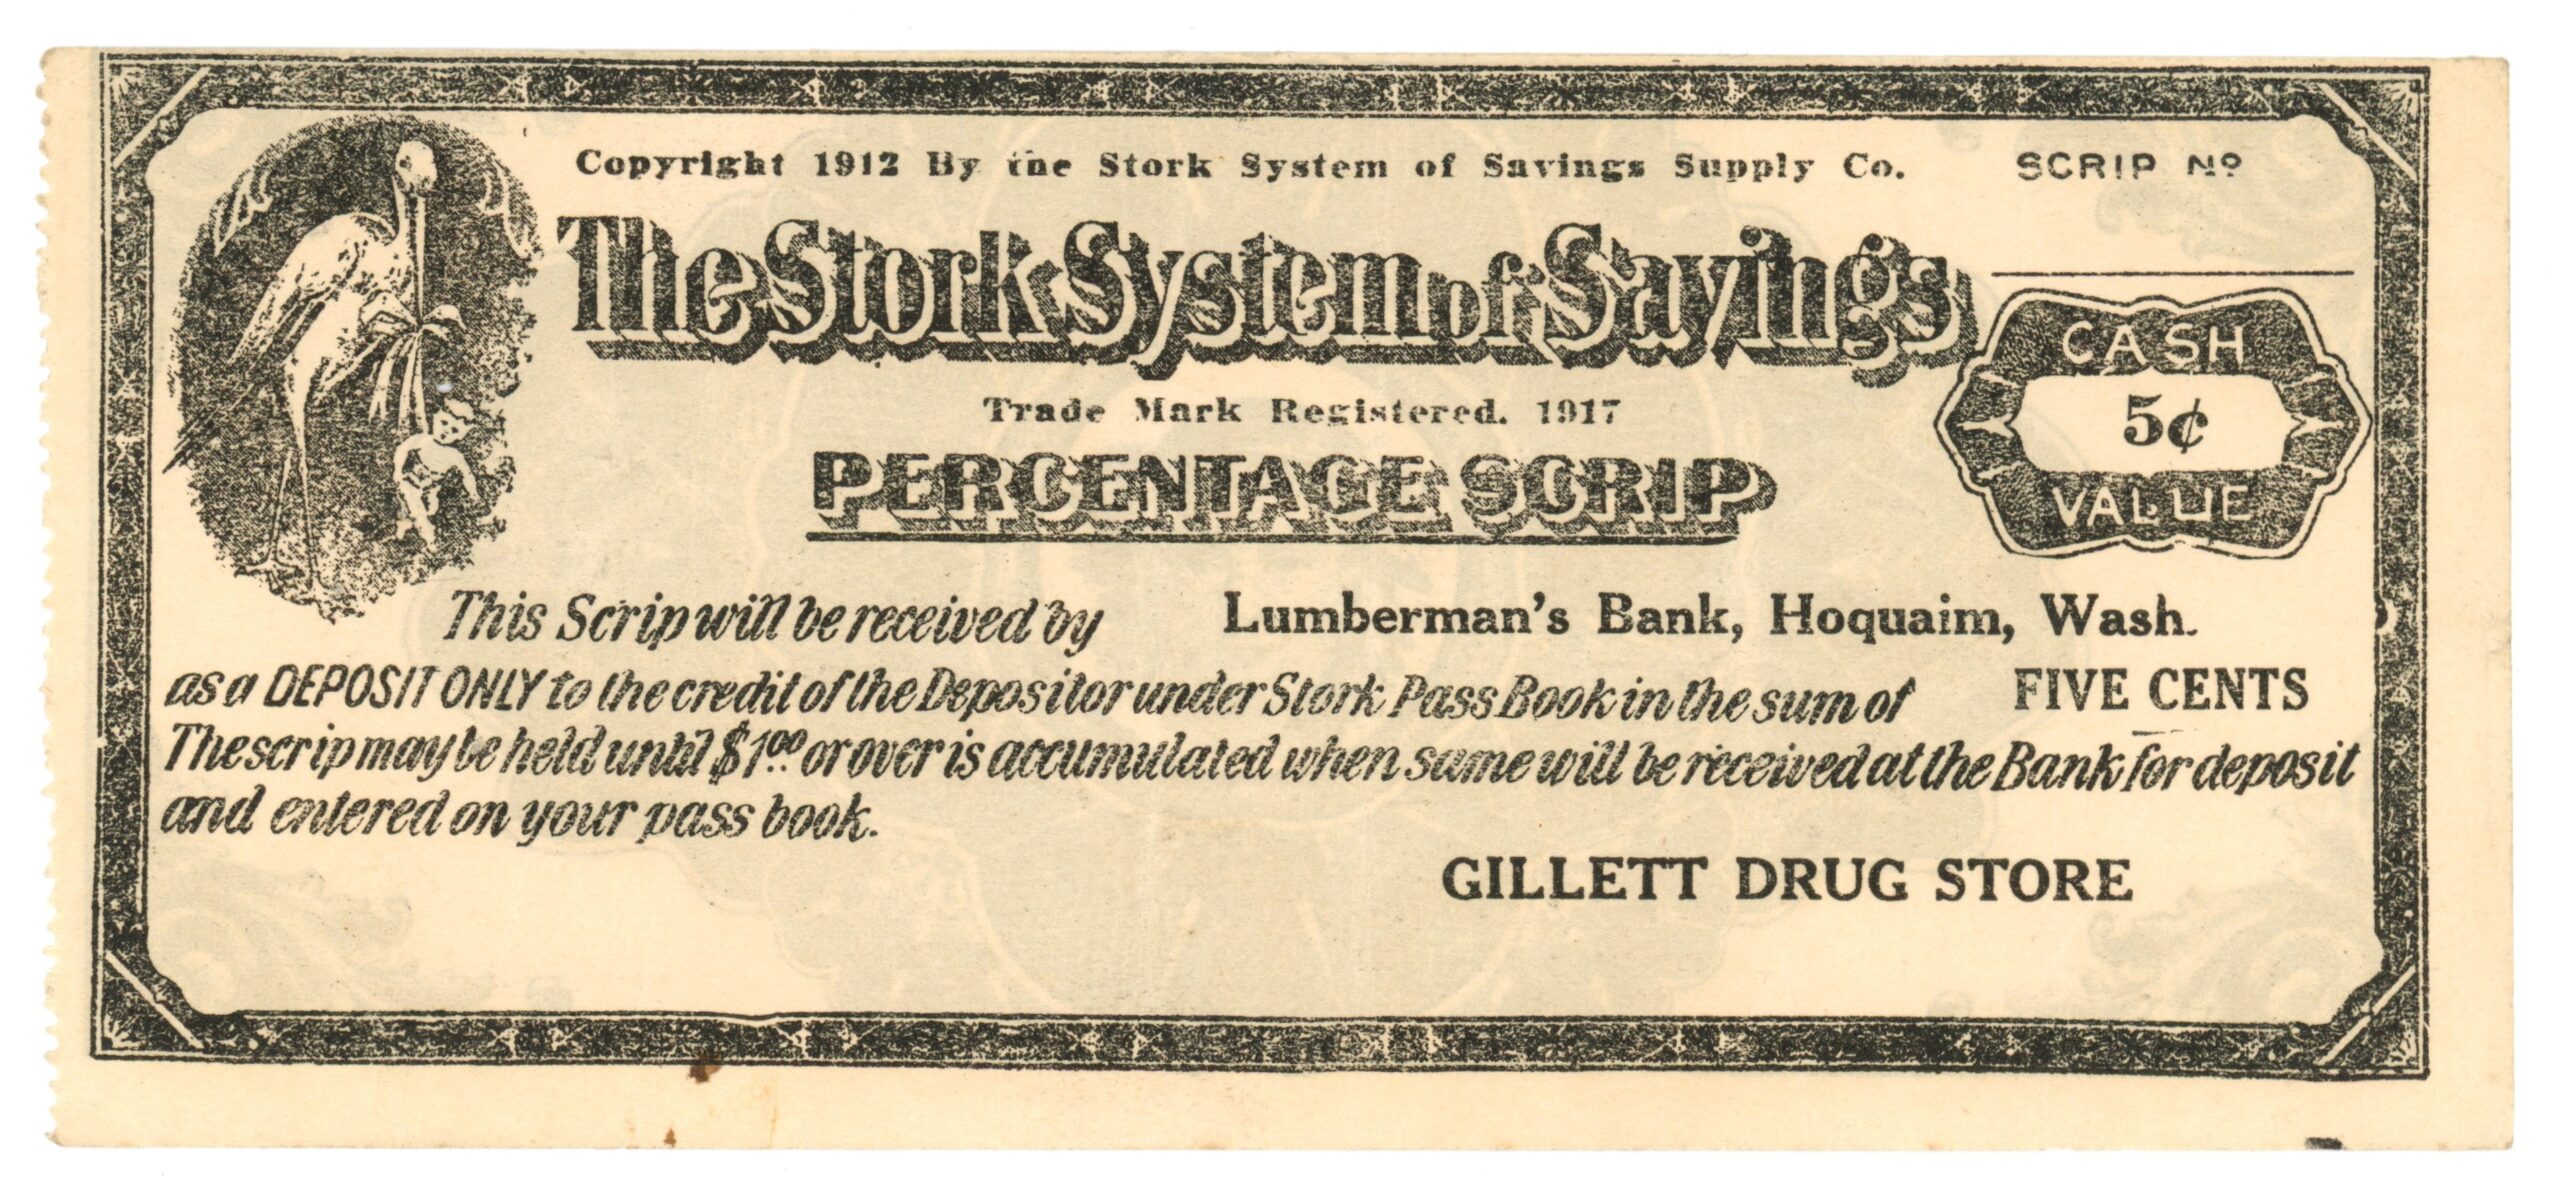 Copyright 1912 By the Stork System of Savings Supply Co.
SCRIP Nº
The Stork System of Savings
CASH
5¢
VALUE
Trade Mark Registered. 1917
PERCENTAGE SCRIP
This Scrip will be received by Lumberman's Bank, Hoquaim, Wash.
as a DEPOSIT ONLY to the credit of the Depositor under Stork Pass Book in the sum of FIVE CENTS
The scrip may be held until $1.00 or over is accumulated when same will be received at the Bank for deposit
and entered on your pass book.
GILLETT DRUG STORE